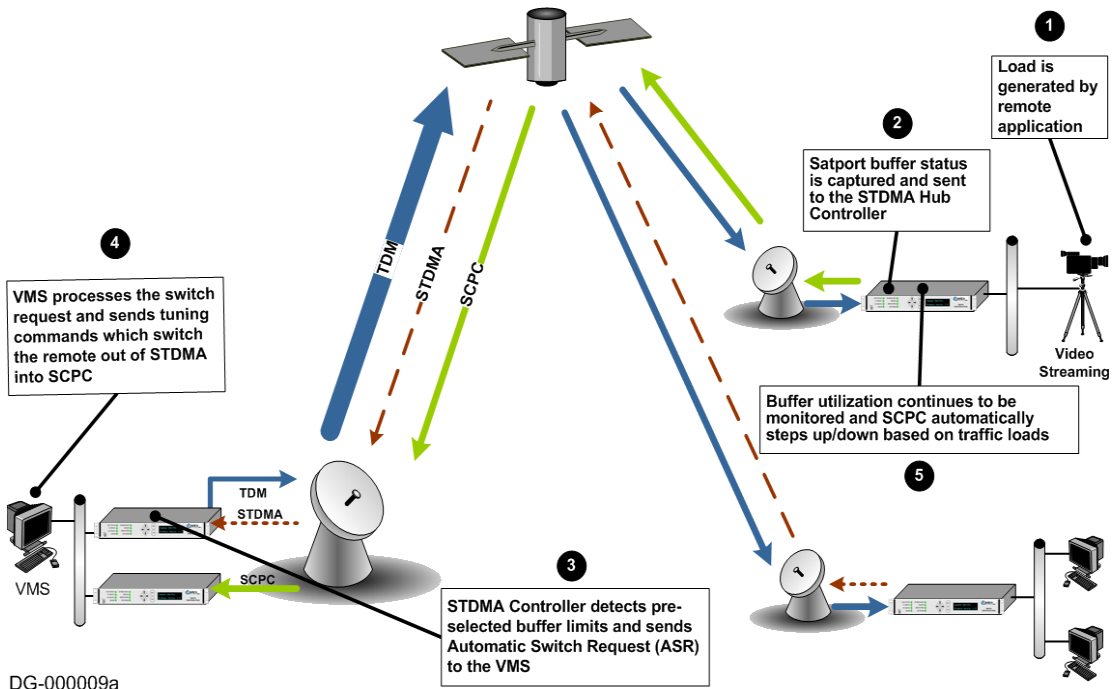 1
Load is
generated by
remote
application
2
Satport buffer status
is captured and sent
to the STDMA Hub
Controller
4
VMS processes the switch
request and sends tuning
commands which switch
the remote out of STDMA
into SCPC
TDM
STDMA
SCPC
Video
Streaming
Buffer utilization continues to be
monitored and SCPC automatically
steps up/down based on traffic loads
5
TDM
STDMA
SCPC
VMS
3
STDMA Controller detects pre-
selected buffer limits and sends
Automatic Switch Request (ASR)
to the VMS
DG-000009a